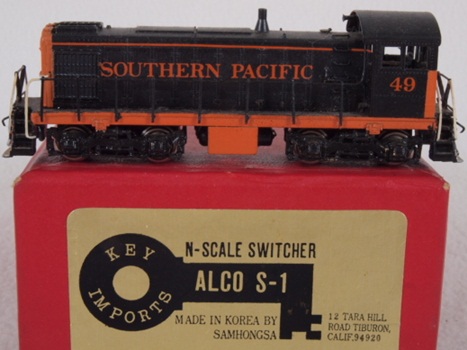 SOUTHERN PACIFIC
49
KEY
IMPORTS
N-SCALE SWITCHER
ALCO S-1
MADE IN KOREA BY
SAMHONGSA
12 TARA HILL
ROAD TIBURON,
CALIF. 94920